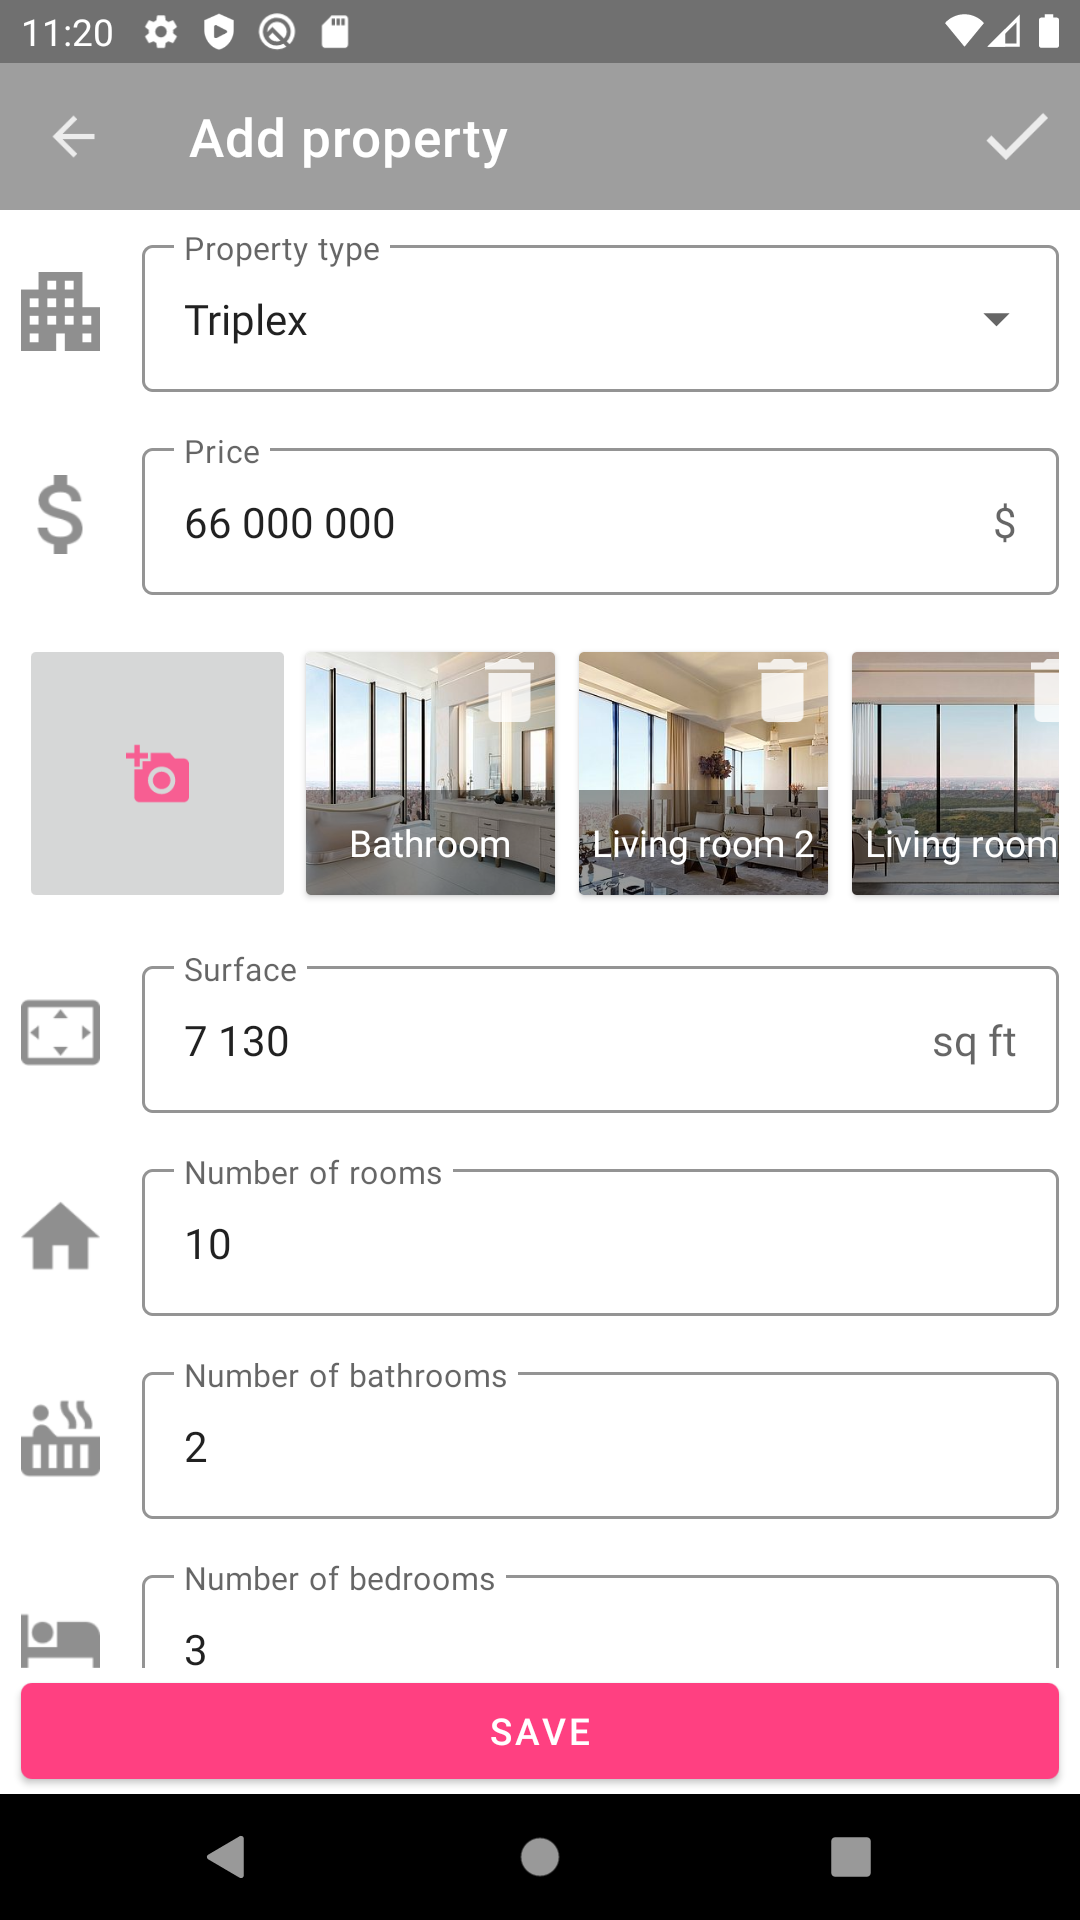 11:20
Add property
Property type
Triplex
Price
66 000 000
$
Bathroom
Living room 2
Living room
Surface
7 130
sq ft
Number of rooms
10
Number of bathrooms
2
Number of bedrooms
3
SAVE